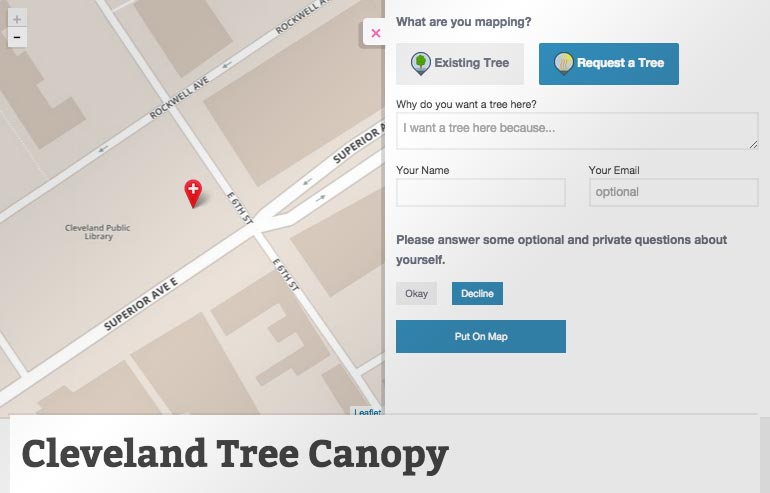 +
-
ROCKWELL AVE
ROCKWELL AVE
SUPERIOR A
E 6TH ST
Cleveland Public
Library
E 6TH ST
SUPERIOR AVE E
Leaflet
×
What are you mapping?
Existing Tree
Request a Tree
Why do you want a tree here?
I want a tree here because...
Your Name
Your Email
optional
Please answer some optional and private questions about
yourself.
Okay
Decline
Put On Map
Cleveland Tree Canopy